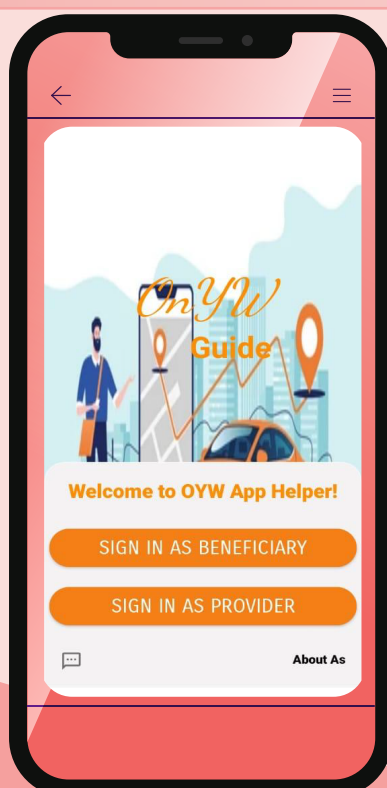 OnYW
Guide
Welcome to OYW App Helper!
SIGN IN AS BENEFICIARY
SIGN IN AS PROVIDER
About As